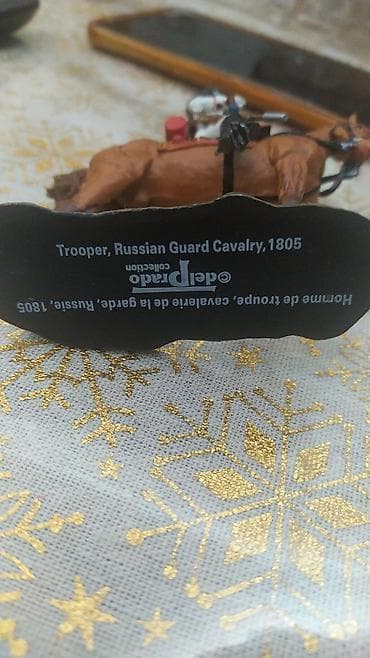 Trooper, Russian Guard Cavalry, 1805
©delPrado
collection
Homme de troupe, cavalerie de la garde, Russie, 1805